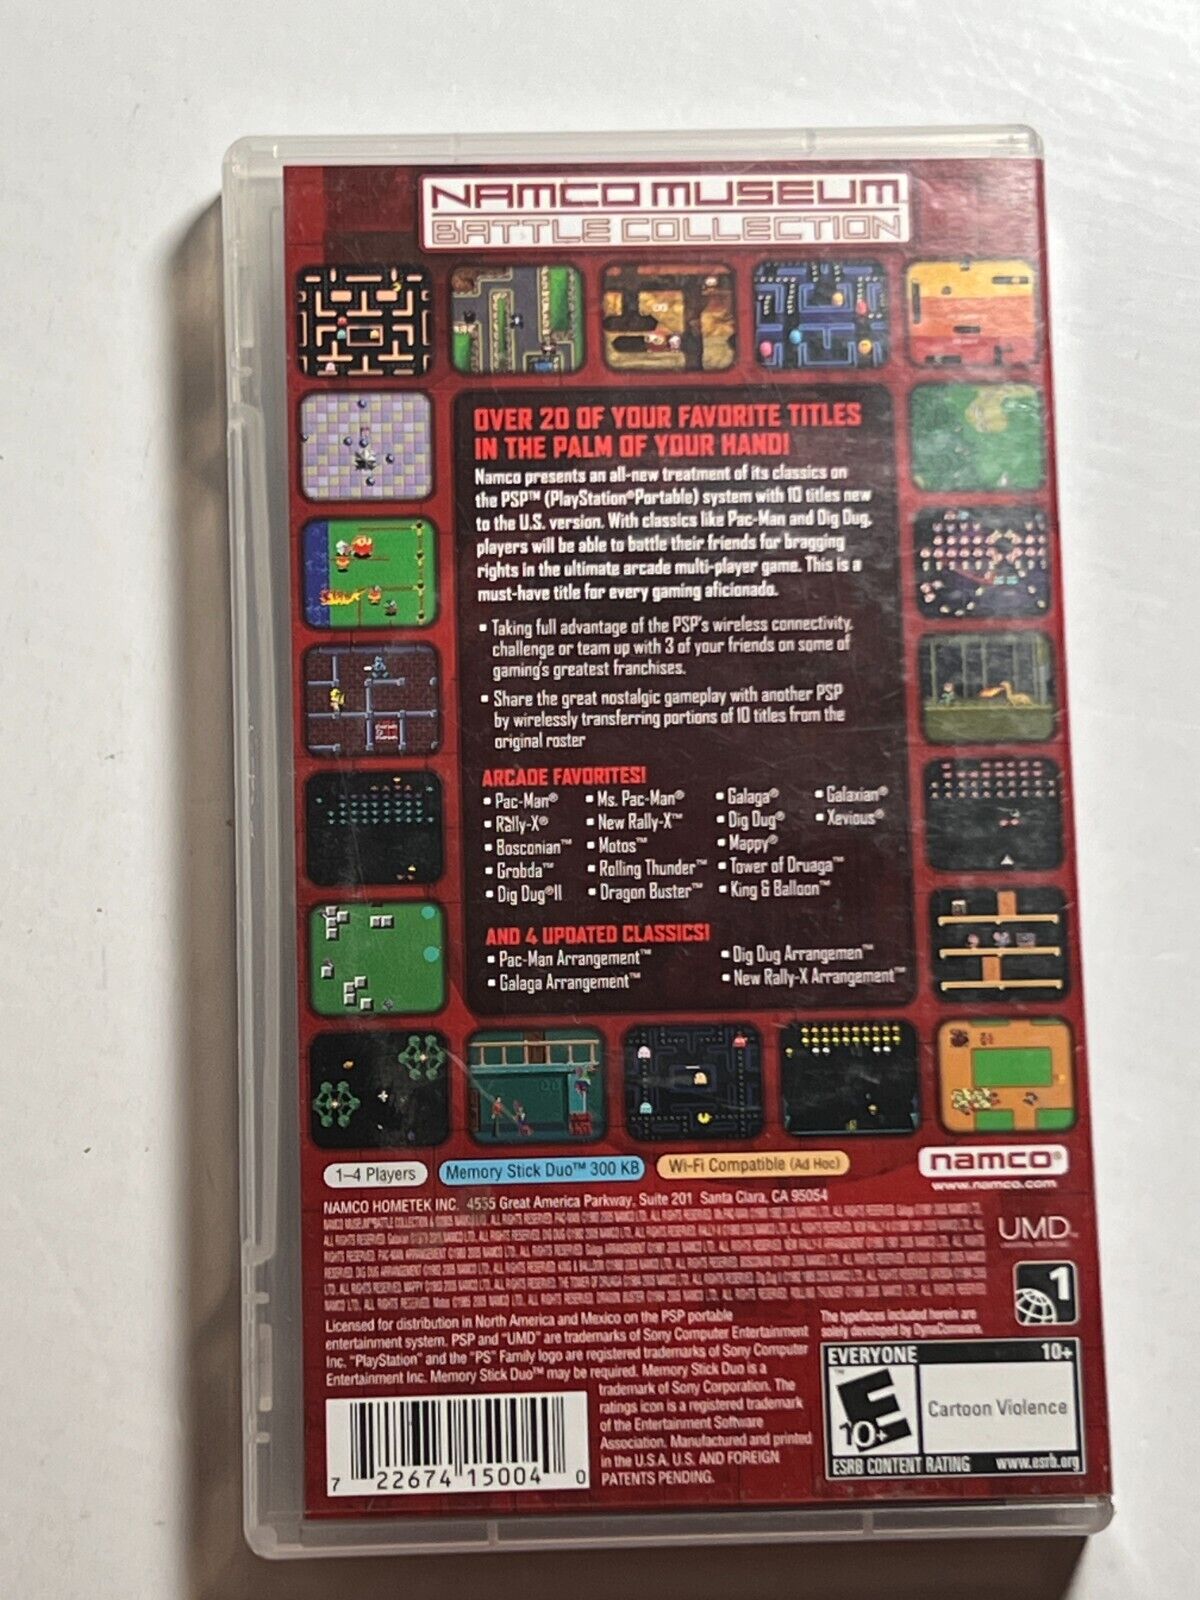 NAMCO MUSEUM
BATTLE COLLECTION
OVER 20 OF YOUR FAVORITE TITLES
IN THE PALM OF YOUR HAND!
Namco presents an all-new treatment of its classics on
the PSP™ (PlayStation®Portable) system with 10 titles new
to the U.S. version. With classics like Pac-Man and Dig Dug,
players will be able to battle their friends for bragging
rights in the ultimate arcade multi-player game. This is a
must-have title for every gaming aficionado.
▪ Taking full advantage of the PSP's wireless connectivity,
challenge or team up with 3 of your friends on some of
gaming's greatest franchises.
▪ Share the great nostalgic gameplay with another PSP
by wirelessly transferring portions of 10 titles from the
original roster
ARCADE FAVORITES!
▪ Pac-Man® ▪ Ms. Pac-Man® ▪ Galaga® ▪ Galaxian®
▪ Rally-X® ▪ New Rally-X™ ▪ Dig Dug® ▪ Xevious®
▪ Bosconian™ ▪ Motos™ ▪ Mappy®
▪ Grobda™ ▪ Rolling Thunder™ ▪ Tower of Druaga™
▪ Dig Dug®II ▪ Dragon Buster™ ▪ King & Balloon™
AND 4 UPDATED CLASSICS!
▪ Pac-Man Arrangement™ ▪ Dig Dug Arrangemen™
▪ Galaga Arrangement™ ▪ New Rally-X Arrangement™
1–4 Players Memory Stick Duo™ 300 KB Wi-Fi Compatible (Ad Hoc) namco®
www.namco.com
NAMCO HOMETEK INC. 4555 Great America Parkway, Suite 201 Santa Clara, CA 95054
UMD™
1
Licensed for distribution in North America and Mexico on the PSP portable
entertainment system. PSP and "UMD" are trademarks of Sony Computer Entertainment
Inc. "PlayStation" and the "PS" Family logo are registered trademarks of Sony Computer
Entertainment Inc. Memory Stick Duo™ may be required. Memory Stick Duo is a
trademark of Sony Corporation. The
ratings icon is a registered trademark
of the Entertainment Software
Association. Manufactured and printed
in the U.S.A. U.S. AND FOREIGN
PATENTS PENDING.
The typefaces included herein are
solely developed by DynaComware.
EVERYONE 10+
E 10+
Cartoon Violence
ESRB CONTENT RATING www.esrb.org
7 22674 15004 0